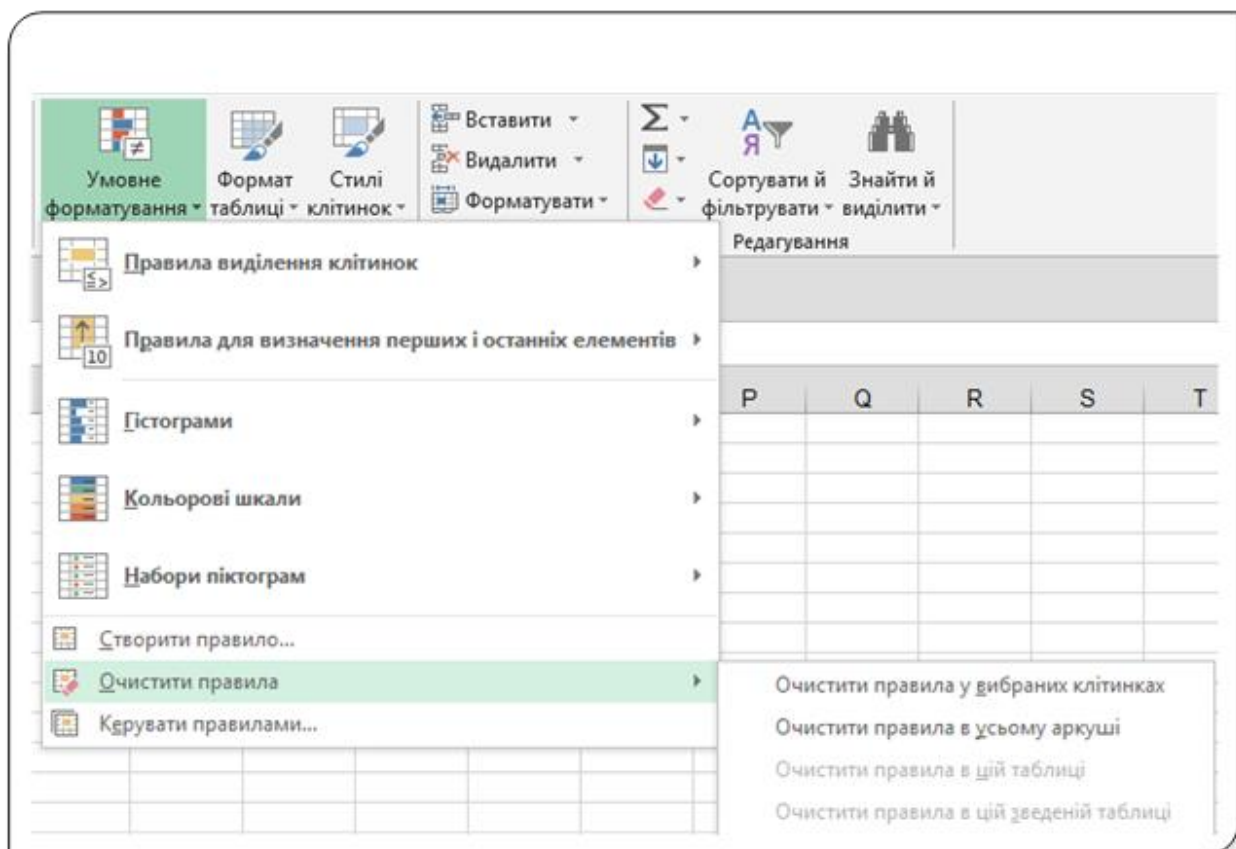 Умовне
форматування
Формат
таблиці
Стилі
клітинок
Вставити
Видалити
Форматувати
Сортувати й
фільтрувати
Знайти й
виділити
Редагування
Правила виділення клітинок
Правила для визначення перших і останніх елементів
10
Гістограми
Кольорові шкали
Набори піктограм
Створити правило...
Очистити правила
Керувати правилами...
P Q R S T
Очистити правила у вибраних клітинках
Очистити правила в усьому аркуші
Очистити правила в цій таблиці
Очистити правила в цій зведеній таблиці